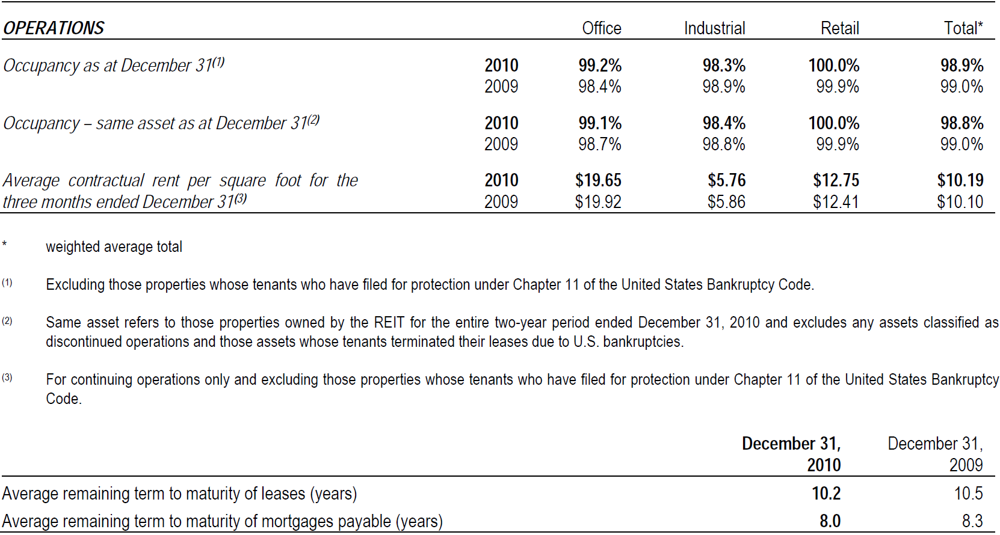 OPERATIONS Office Industrial Retail Total*
Occupancy as at December 31(1) 2010 99.2% 98.3% 100.0% 98.9%
2009 98.4% 98.9% 99.9% 99.0%
Occupancy – same asset as at December 31(2) 2010 99.1% 98.4% 100.0% 98.8%
2009 98.7% 98.8% 99.9% 99.0%
Average contractual rent per square foot for the 2010 $19.65 $5.76 $12.75 $10.19
three months ended December 31(3) 2009 $19.92 $5.86 $12.41 $10.10
* weighted average total
(1) Excluding those properties whose tenants who have filed for protection under Chapter 11 of the United States Bankruptcy Code.
(2) Same asset refers to those properties owned by the REIT for the entire two-year period ended December 31, 2010 and excludes any assets classified as
discontinued operations and those assets whose tenants terminated their leases due to U.S. bankruptcies.
(3) For continuing operations only and excluding those properties whose tenants who have filed for protection under Chapter 11 of the United States Bankruptcy
Code.
December 31, December 31,
2010 2009
Average remaining term to maturity of leases (years) 10.2 10.5
Average remaining term to maturity of mortgages payable (years) 8.0 8.3